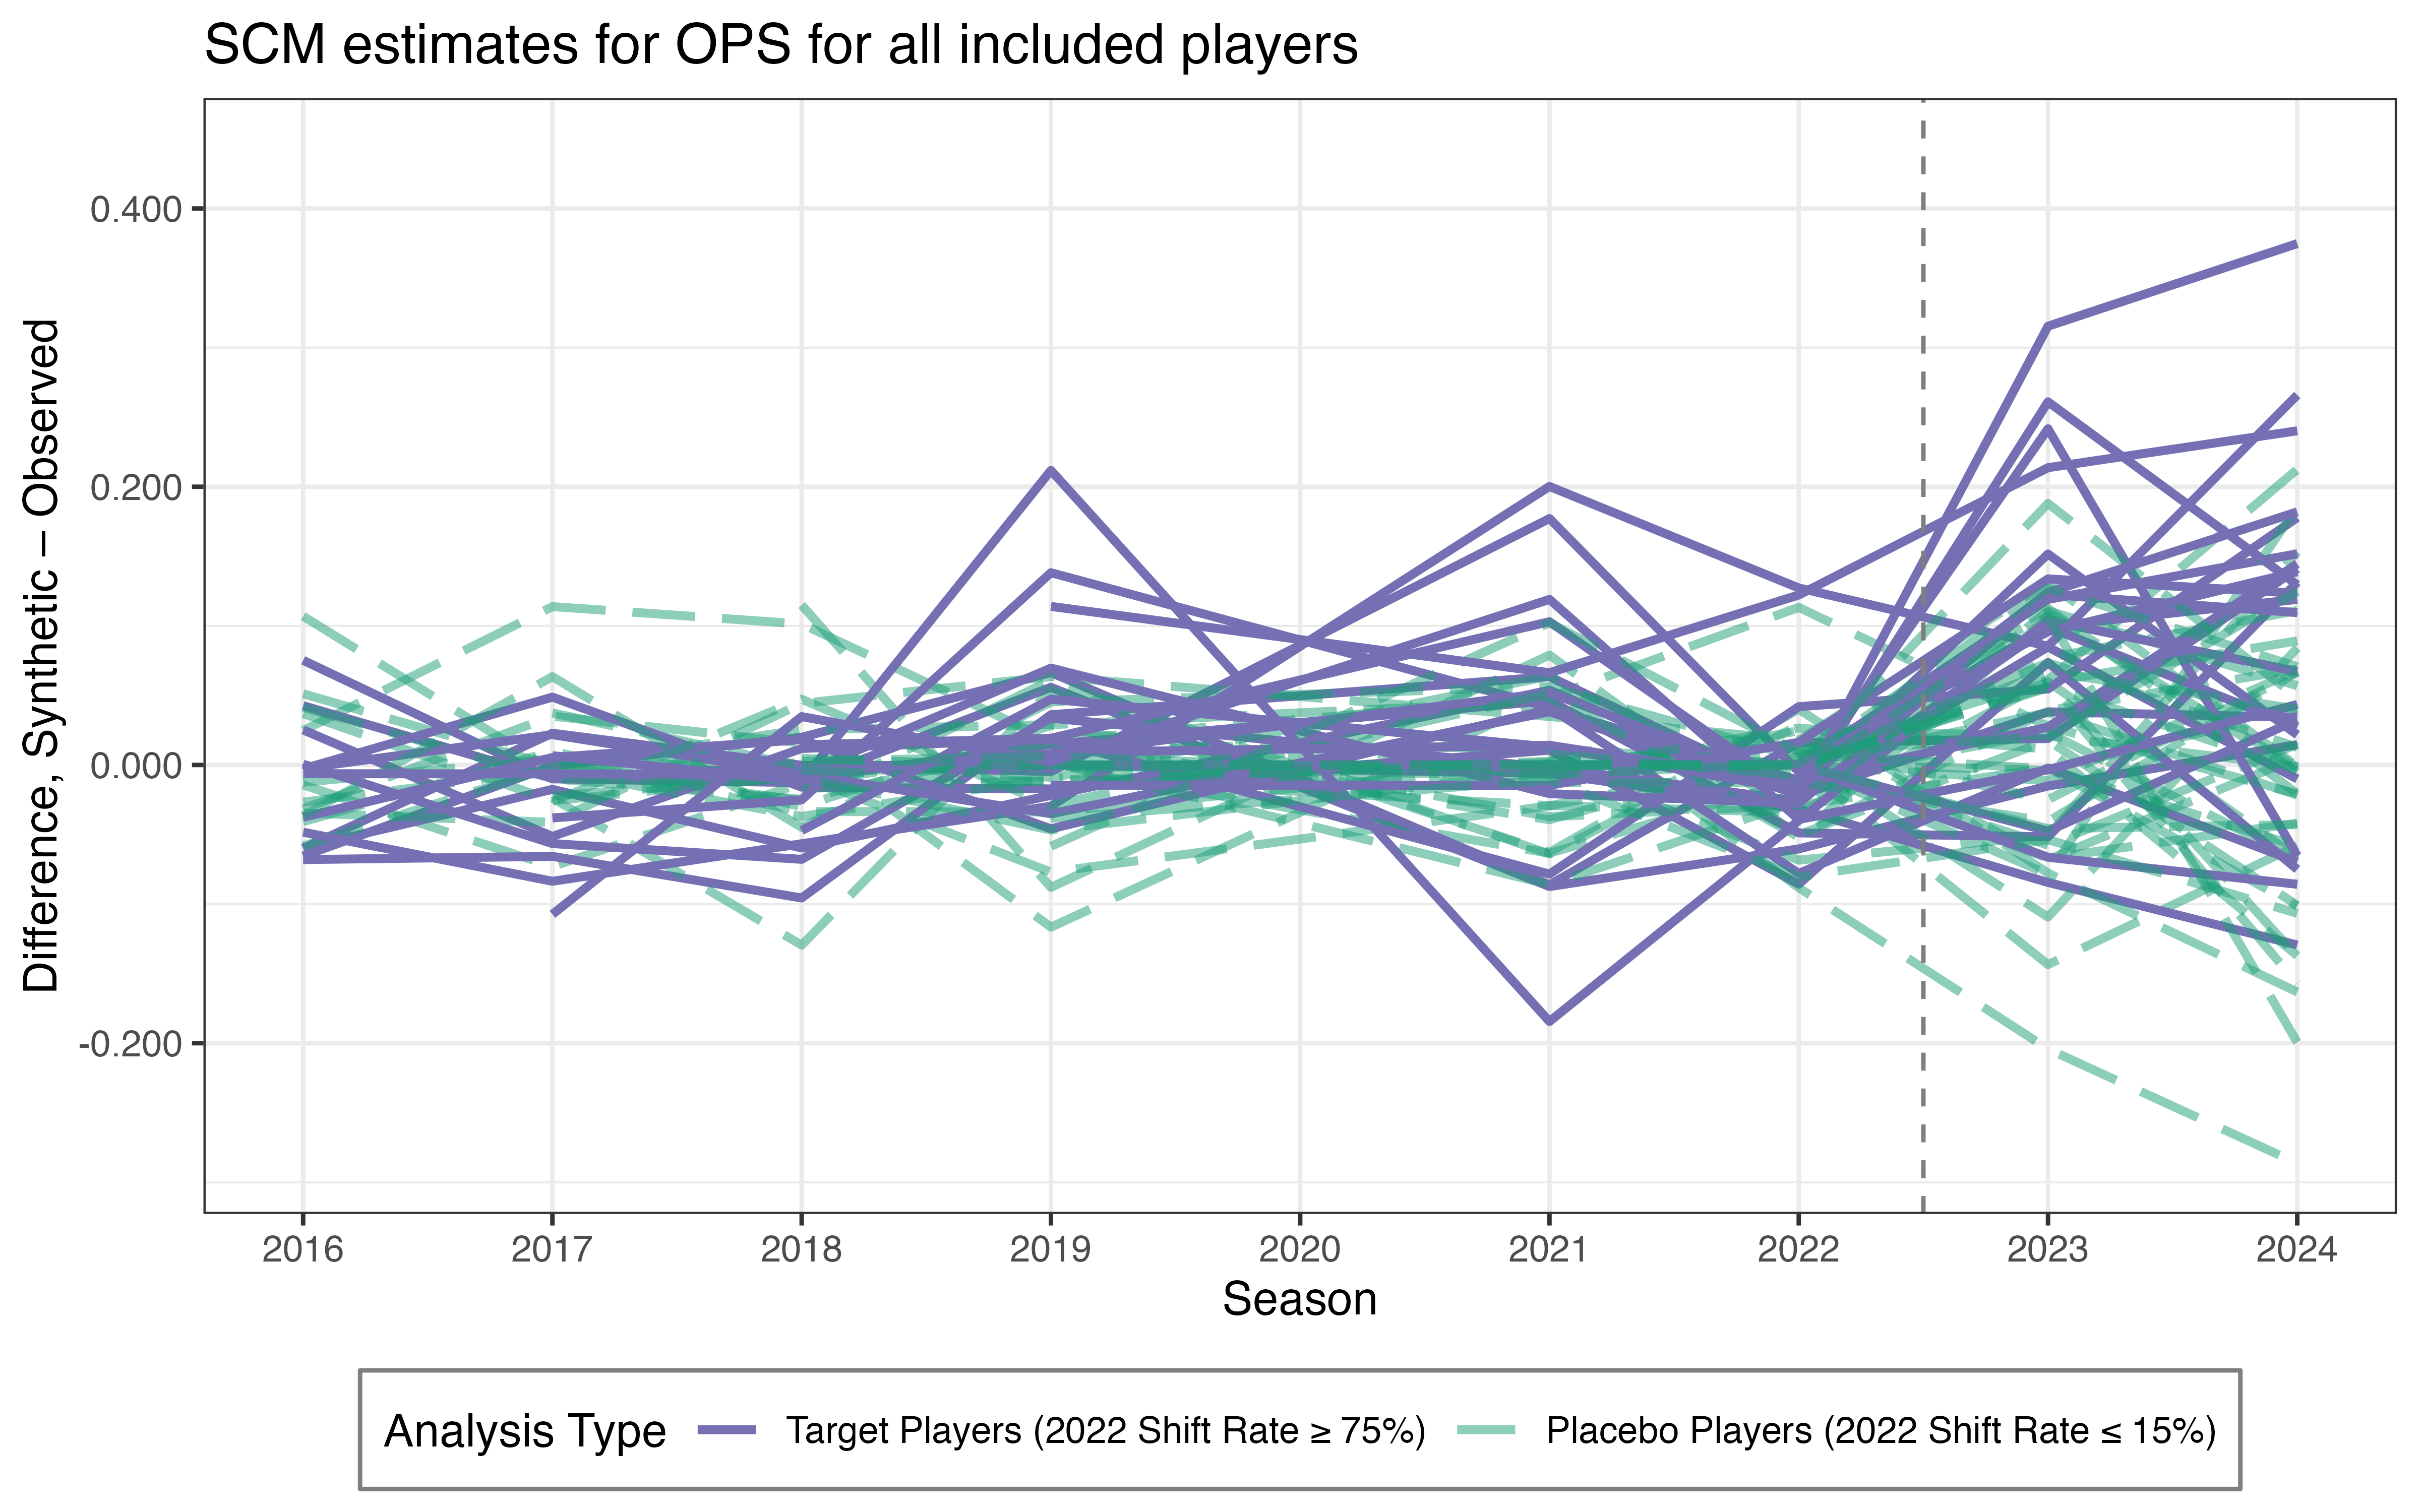 SCM estimates for OPS for all included players
Difference, Synthetic – Observed
0.400
0.200
0.000
-0.200
2016 2017 2018 2019 2020 2021 2022 2023 2024
Season
Analysis Type Target Players (2022 Shift Rate ≥ 75%) Placebo Players (2022 Shift Rate ≤ 15%)